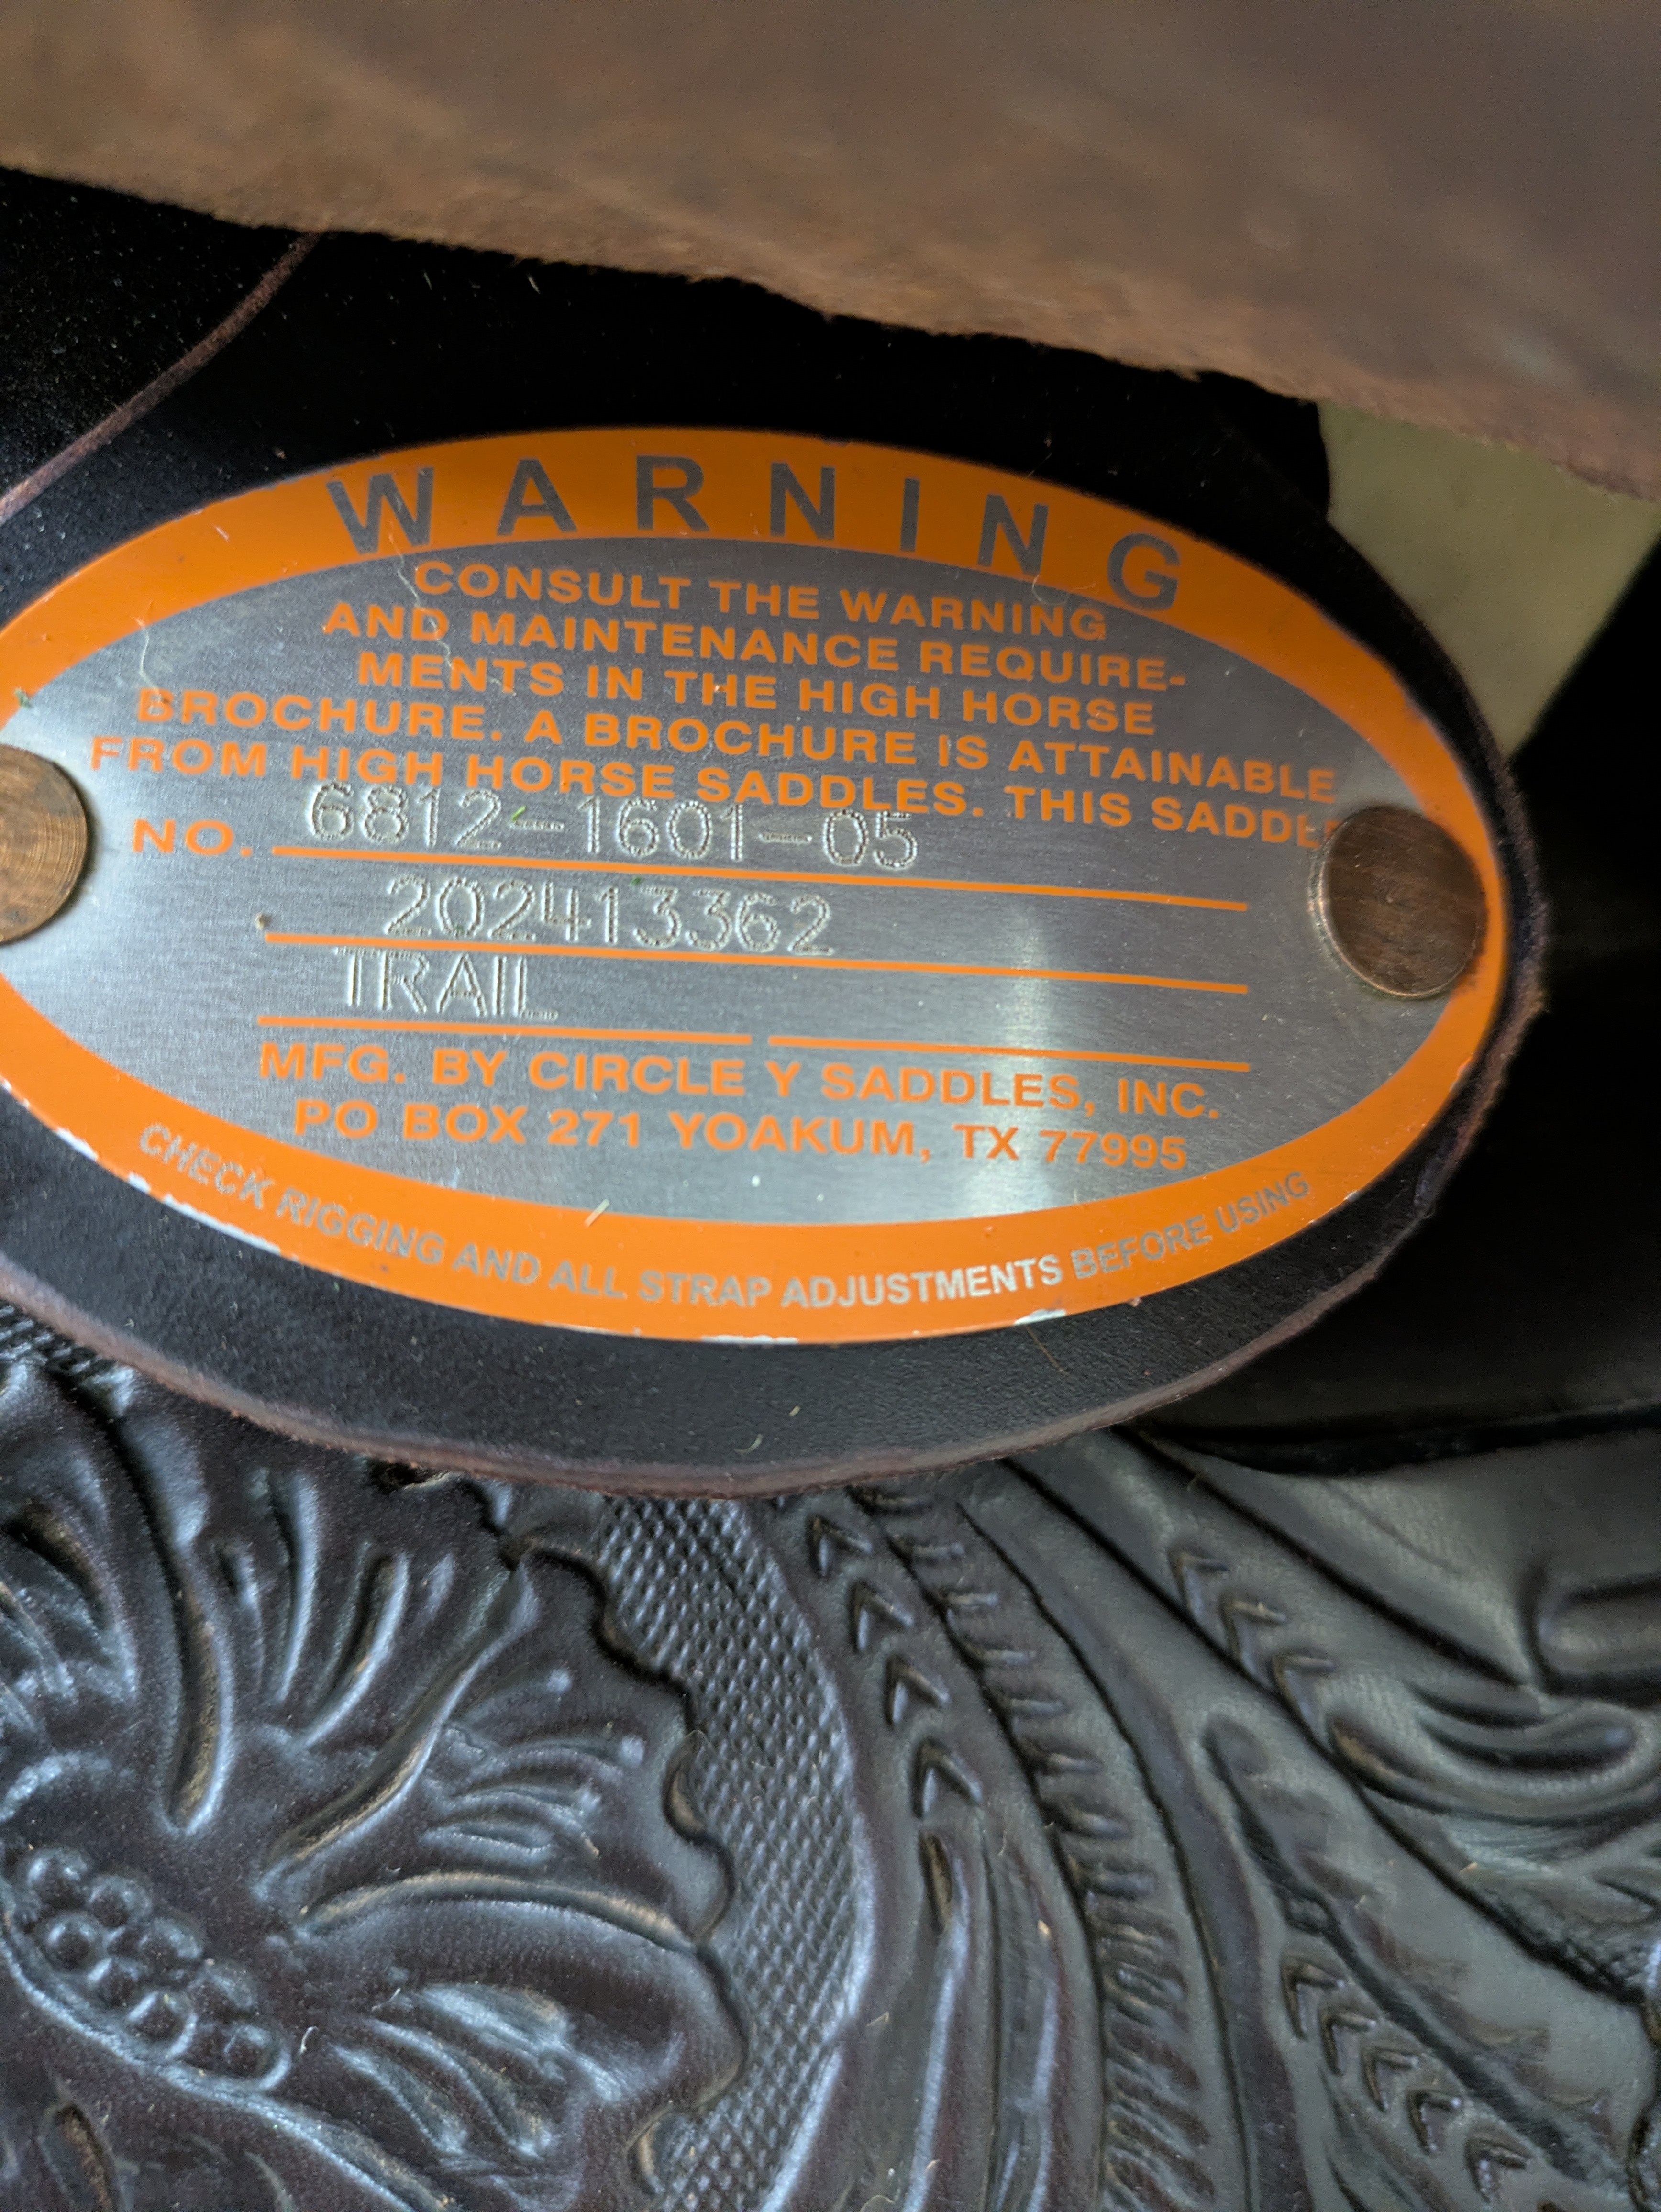 WARNING
CONSULT THE WARNING
AND MAINTENANCE REQUIRE-
MENTS IN THE HIGH HORSE
BROCHURE. A BROCHURE IS ATTAINABLE
FROM HIGH HORSE SADDLES. THIS SADDL
NO. 6812-1601-05
202413362
TRAIL
MFG. BY CIRCLE Y SADDLES, INC.
PO BOX 271 YOAKUM, TX 77995
CHECK RIGGING AND ALL STRAP ADJUSTMENTS BEFORE USING